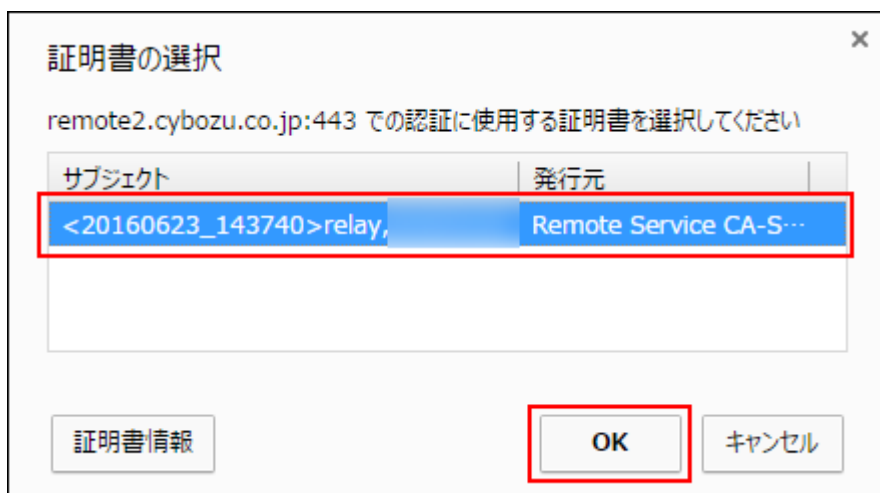 証明書の選択
remote2.cybozu.co.jp:443 での認証に使用する証明書を選択してください
サブジェクト 発行元
<20160623_143740>relay, Remote Service CA-S…
証明書情報 OK キャンセル